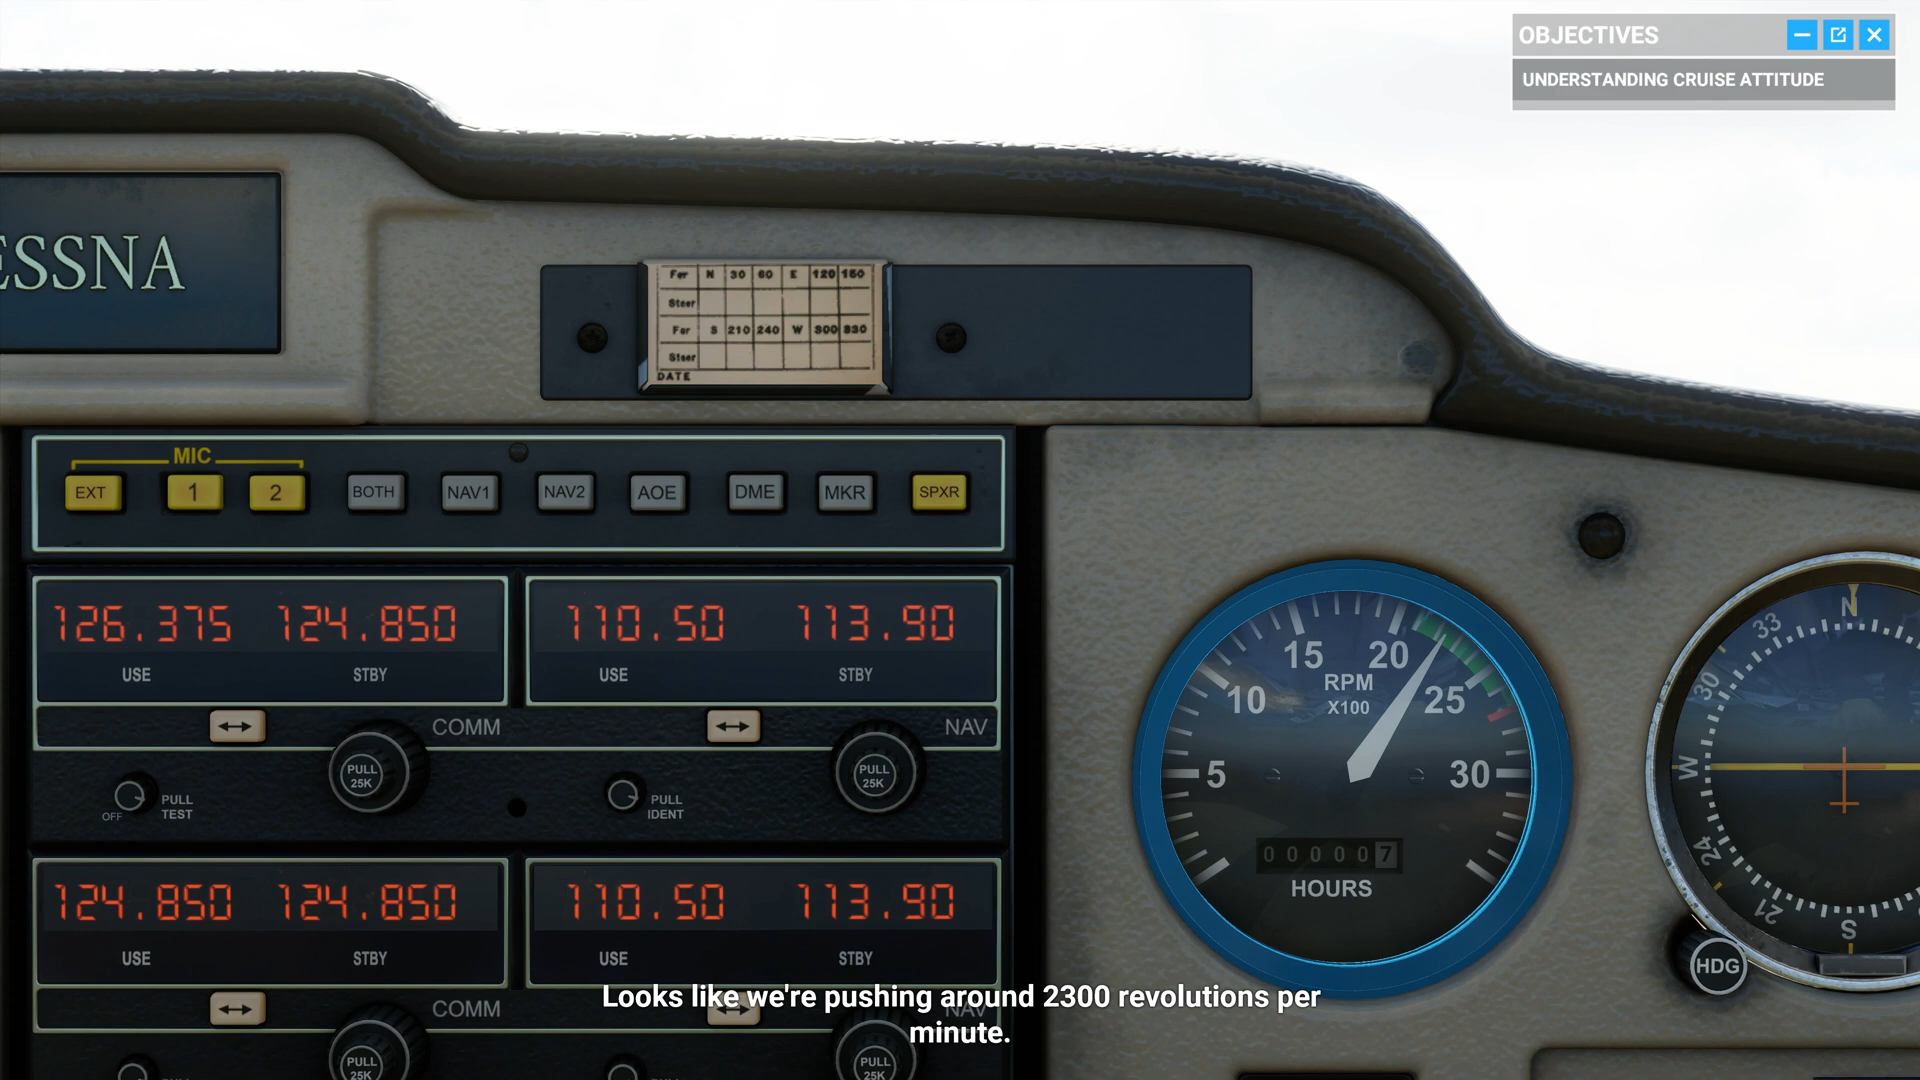 OBJECTIVES
UNDERSTANDING CRUISE ATTITUDE
ESSNA
For N 30 60 E 120 150
Steer
For S 210 240 W 300 330
Steer
DATE
MIC
EXT 1 2 BOTH NAV1 NAV2 AOE DME MKR SPXR
126.375 124.850 110.50 113.90
USE STBY USE STBY
COMM NAV
PULL 25K PULL 25K
OFF PULL TEST PULL IDENT
124.850 124.850 110.50 113.90
USE STBY USE STBY
COMM NAV
PULL 25K PULL 25K
5 10 15 20 25 30
RPM
X100
000007
HOURS
N 33 30 W 24 21 S
HDG
Looks like we're pushing around 2300 revolutions per
minute.